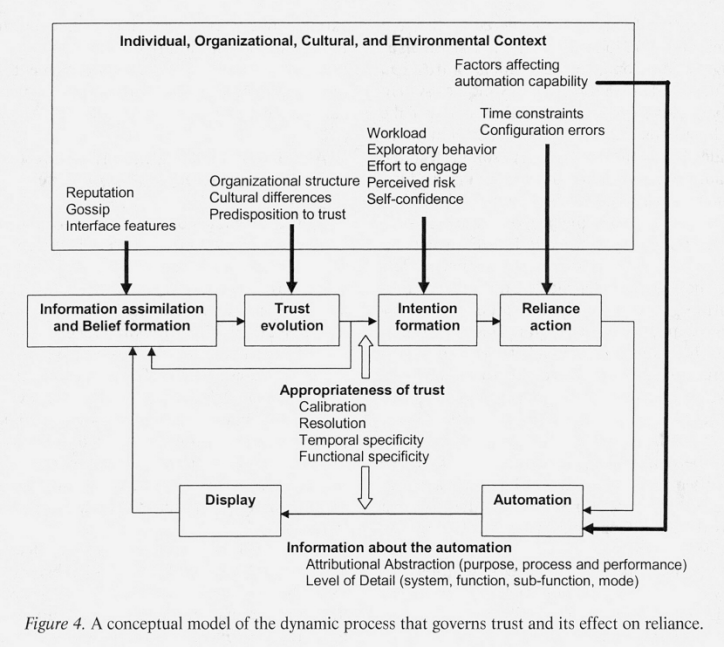 Individual, Organizational, Cultural, and Environmental Context
Factors affecting
automation capability
Time constraints
Configuration errors
Workload
Exploratory behavior
Effort to engage
Perceived risk
Self-confidence
Organizational structure
Cultural differences
Predisposition to trust
Reputation
Gossip
Interface features
Information assimilation
and Belief formation
Trust
evolution
Intention
formation
Reliance
action
Appropriateness of trust
Calibration
Resolution
Temporal specificity
Functional specificity
Display
Automation
Information about the automation
Attributional Abstraction (purpose, process and performance)
Level of Detail (system, function, sub-function, mode)
Figure 4. A conceptual model of the dynamic process that governs trust and its effect on reliance.